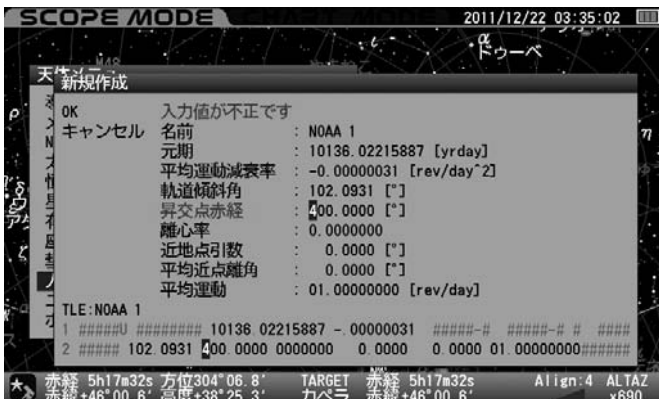 SCOPE MODE
2011/12/22 03:35:02
α
ドゥーベ
M48
新規作成
OK
入力値が不正です
キャンセル
名前 : NOAA 1
元期 : 10136.02215887 [yrday]
平均運動減衰率 : -0.00000031 [rev/day^2]
軌道傾斜角 : 102.0931 [°]
昇交点赤経 : 400.0000 [°]
離心率 : 0.0000000
近地点引数 : 0.0000 [°]
平均近点離角 : 0.0000 [°]
平均運動 : 01.00000000 [rev/day]
ρ
η
ζ
TLE:NOAA 1
1 #####U ######## 10136.02215887 -.00000031 #####-# #####-# # ####
2 ##### 102.0931 400.0000 0000000 0.0000 0.0000 01.00000000######
赤経 5h17m32s 方位304°06.8' TARGET 赤経 5h17m32s Align:4 ALTAZ
赤緯+46°00.6' 高度+38°25.3' カペラ 赤緯+46°00.6' x690